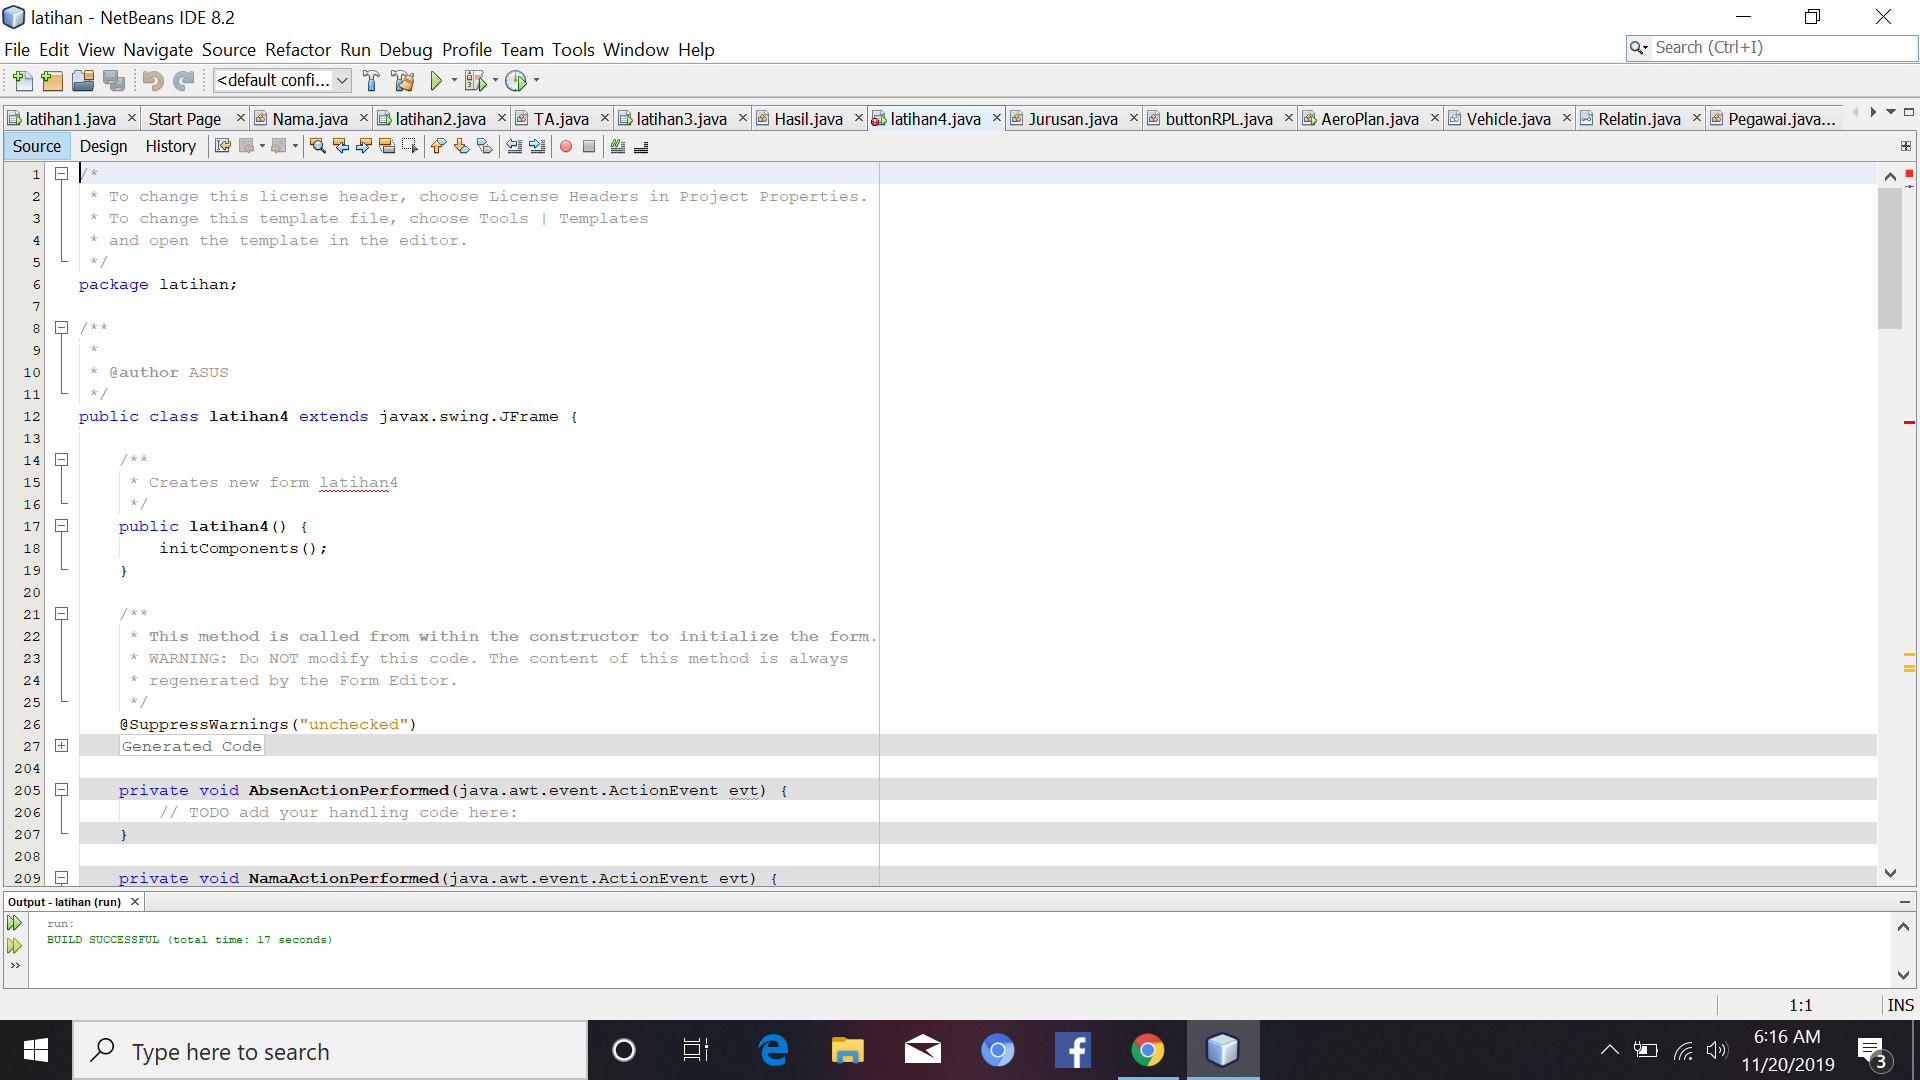 latihan - NetBeans IDE 8.2
File Edit View Navigate Source Refactor Run Debug Profile Team Tools Window Help
Search (Ctrl+I)
<default confi...
latihan1.java Start Page Nama.java latihan2.java TA.java latihan3.java Hasil.java latihan4.java Jurusan.java buttonRPL.java AeroPlan.java Vehicle.java Relatin.java Pegawai.java...
Source Design History
1 /*
2 * To change this license header, choose License Headers in Project Properties.
3 * To change this template file, choose Tools | Templates
4 * and open the template in the editor.
5 */
6 package latihan;
7
8 /**
9 *
10 * @author ASUS
11 */
12 public class latihan4 extends javax.swing.JFrame {
13
14 /**
15 * Creates new form latihan4
16 */
17 public latihan4() {
18 initComponents();
19 }
20
21 /**
22 * This method is called from within the constructor to initialize the form.
23 * WARNING: Do NOT modify this code. The content of this method is always
24 * regenerated by the Form Editor.
25 */
26 @SuppressWarnings("unchecked")
27 Generated Code
204
205 private void AbsenActionPerformed(java.awt.event.ActionEvent evt) {
206 // TODO add your handling code here:
207 }
208
209 private void NamaActionPerformed(java.awt.event.ActionEvent evt) {
Output - latihan (run)
run:
BUILD SUCCESSFUL (total time: 17 seconds)
1:1 INS
Type here to search
6:16 AM
11/20/2019
3